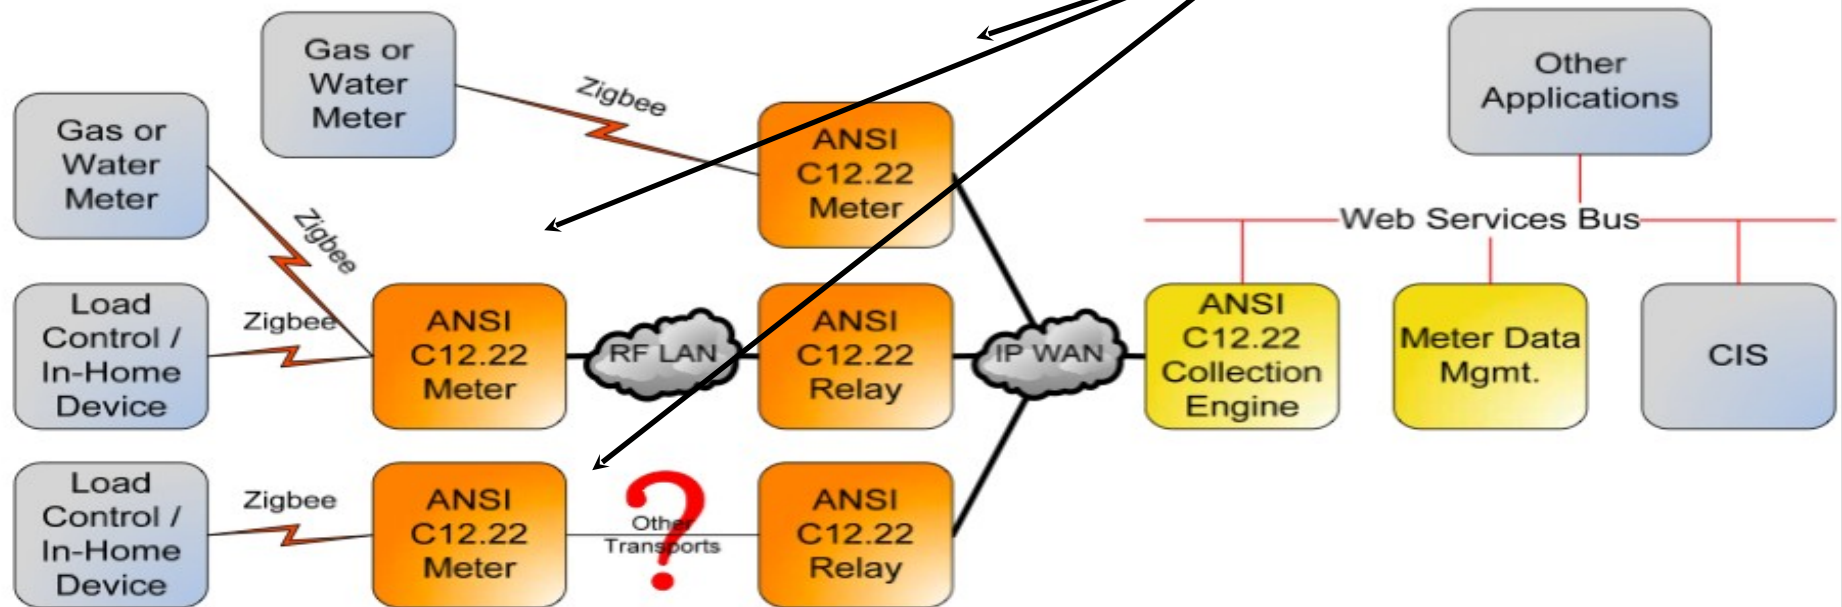 Gas or
Water
Meter
Zigbee
ANSI
C12.22
Meter
Other
Applications
Gas or
Water
Meter
Zigbee
Web Services Bus
Load
Control /
In-Home
Device
Zigbee
ANSI
C12.22
Meter
RF LAN
ANSI
C12.22
Relay
IP WAN
ANSI
C12.22
Collection
Engine
Meter Data
Mgmt.
CIS
Load
Control /
In-Home
Device
Zigbee
ANSI
C12.22
Meter
?
Other
Transports
ANSI
C12.22
Relay